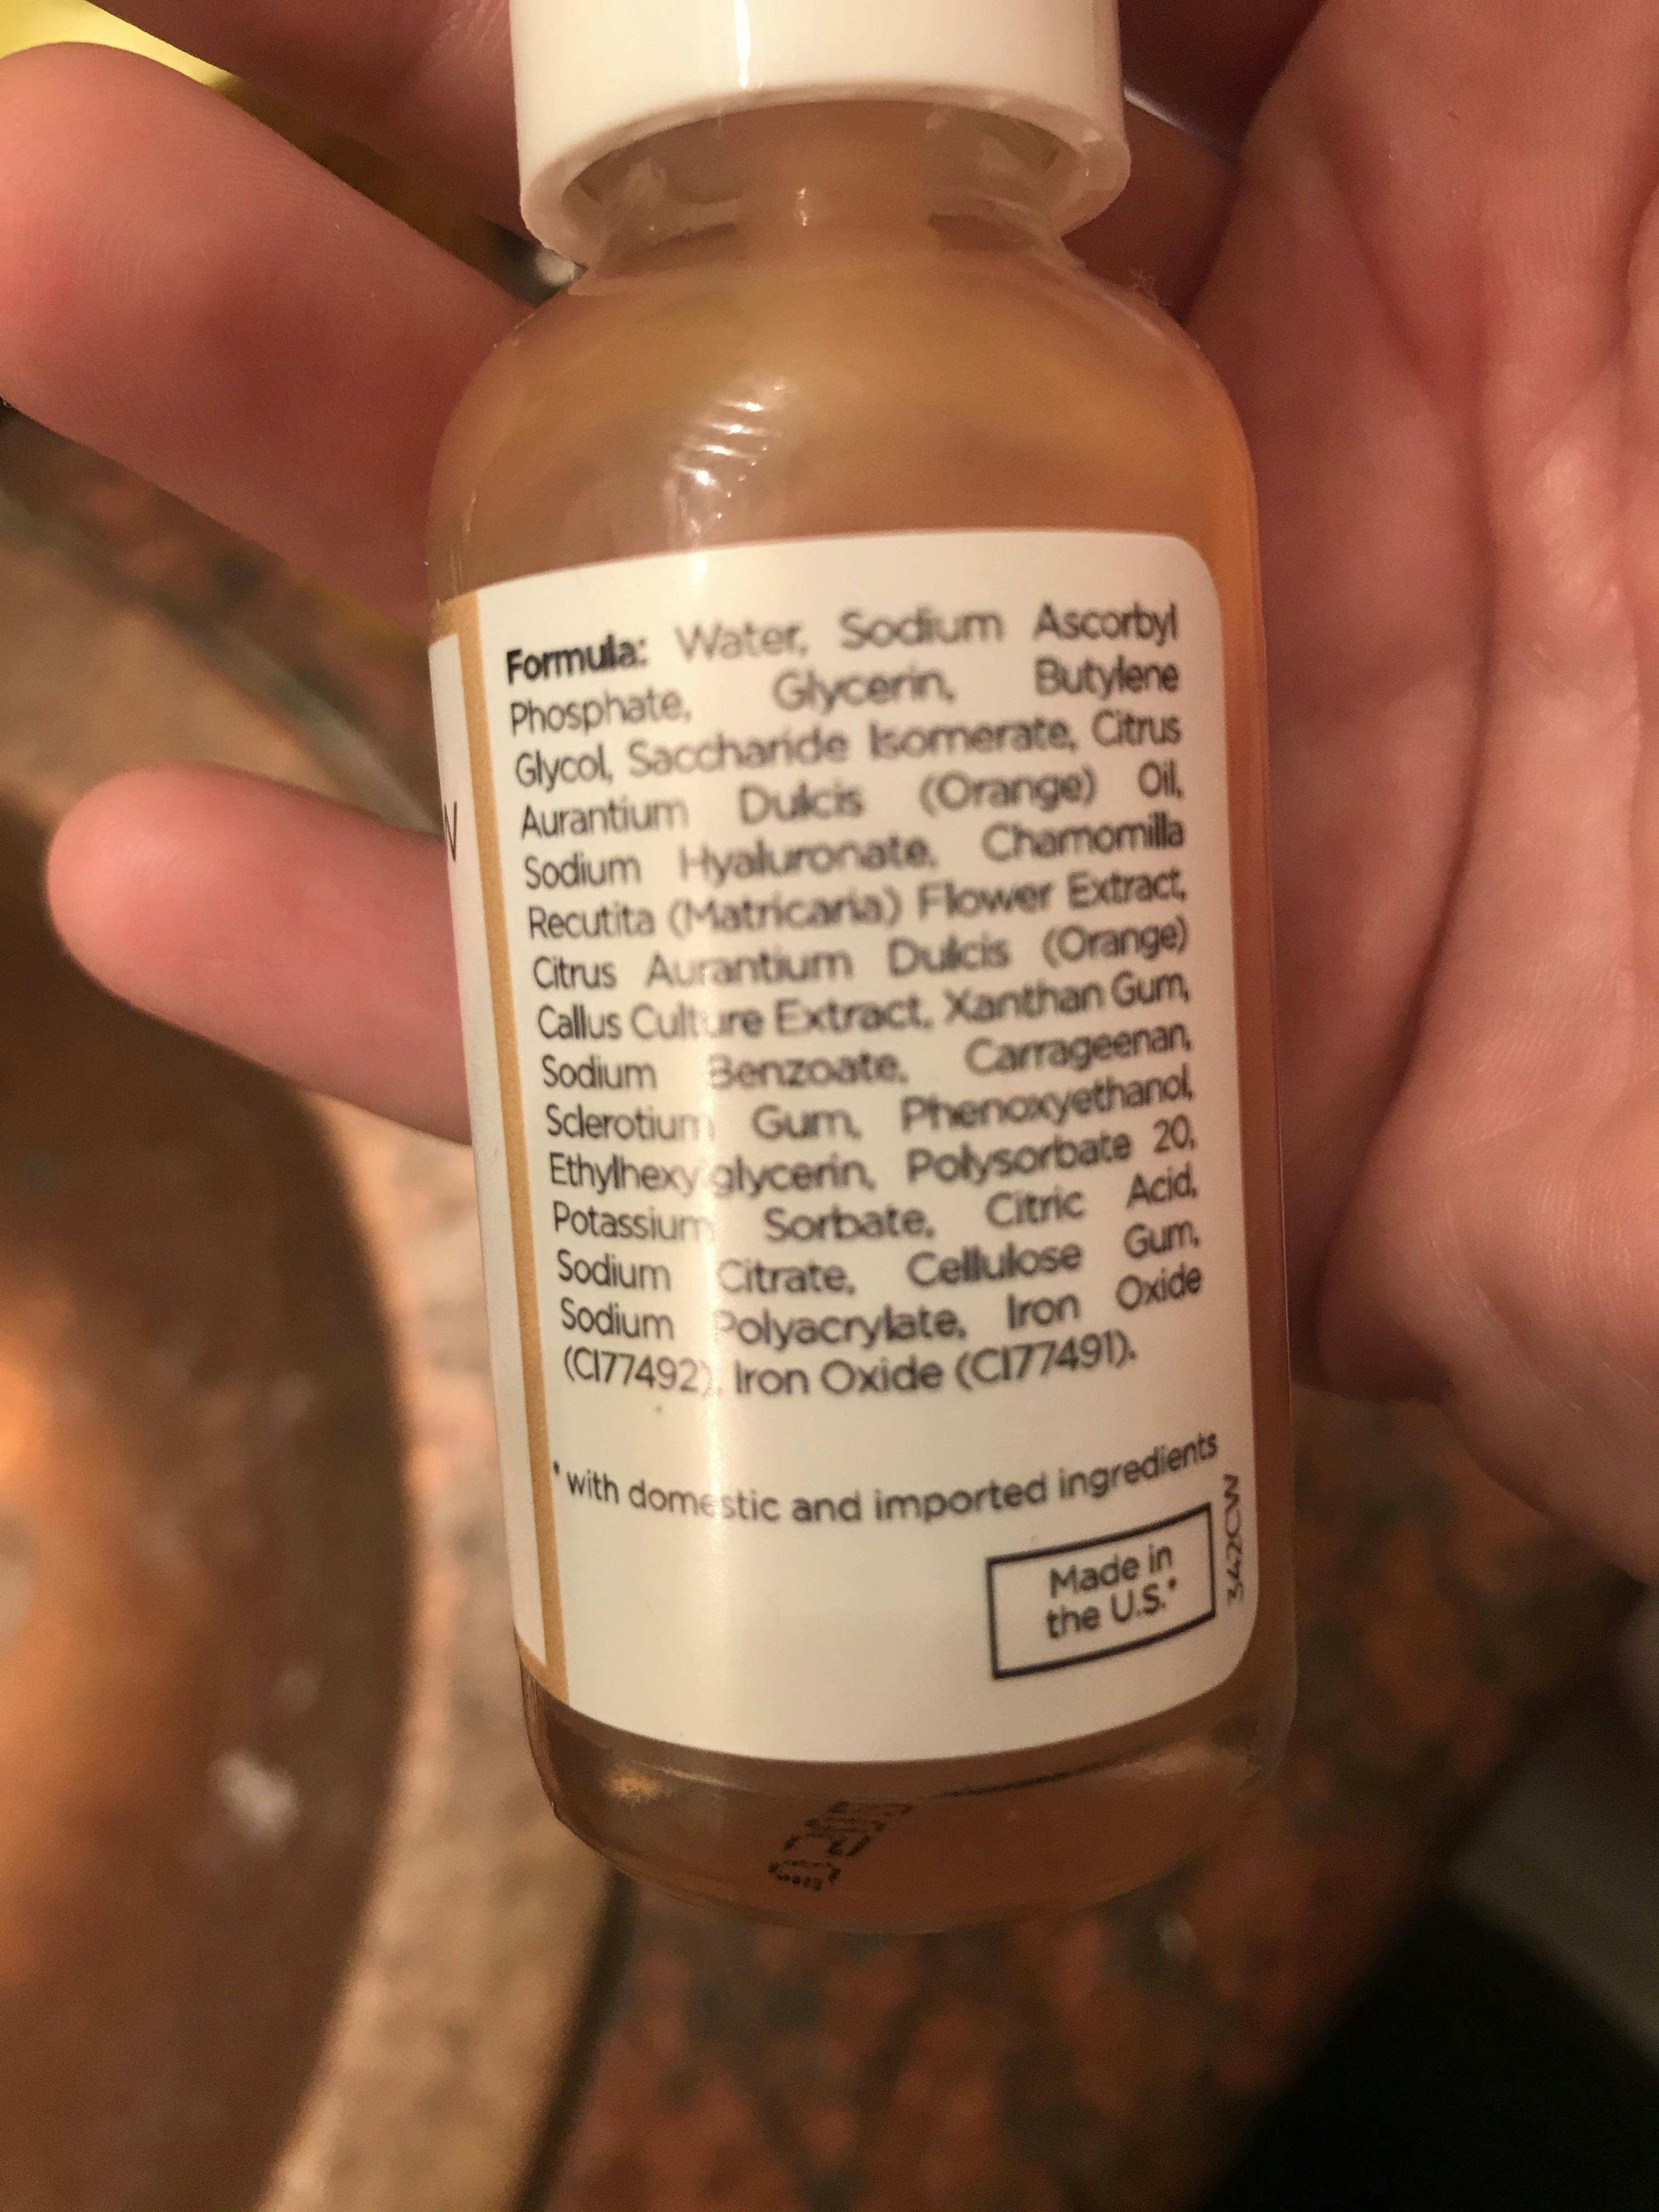 Formula: Water, Sodium Ascorbyl
Phosphate, Glycerin, Butylene
Glycol, Saccharide Isomerate, Citrus
Aurantium Dulcis (Orange) Oil,
Sodium Hyaluronate, Chamomilla
Recutita (Matricaria) Flower Extract,
Citrus Aurantium Dulcis (Orange)
Callus Culture Extract, Xanthan Gum,
Sodium Benzoate, Carrageenan,
Sclerotium Gum, Phenoxyethanol,
Ethylhexylglycerin, Polysorbate 20,
Potassium Sorbate, Citric Acid,
Sodium Citrate, Cellulose Gum,
Sodium Polyacrylate, Iron Oxide
(CI77492), Iron Oxide (CI77491).
*with domestic and imported ingredients
Made in
the U.S.*
342CW